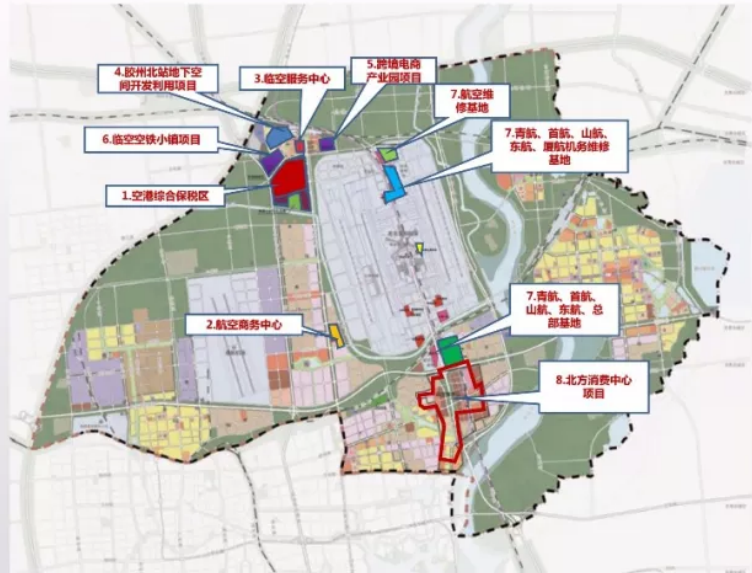 4.胶州北站地下空
间开发利用项目
3.临空服务中心
5.跨境电商
产业园项目
7.航空维
修基地
6.临空空铁小镇项目
7.青航、首航、山航、
东航、厦航机务维修
基地
1.空港综合保税区
2.航空商务中心
7.青航、首航、
山航、东航、总
部基地
8.北方消费中心
项目